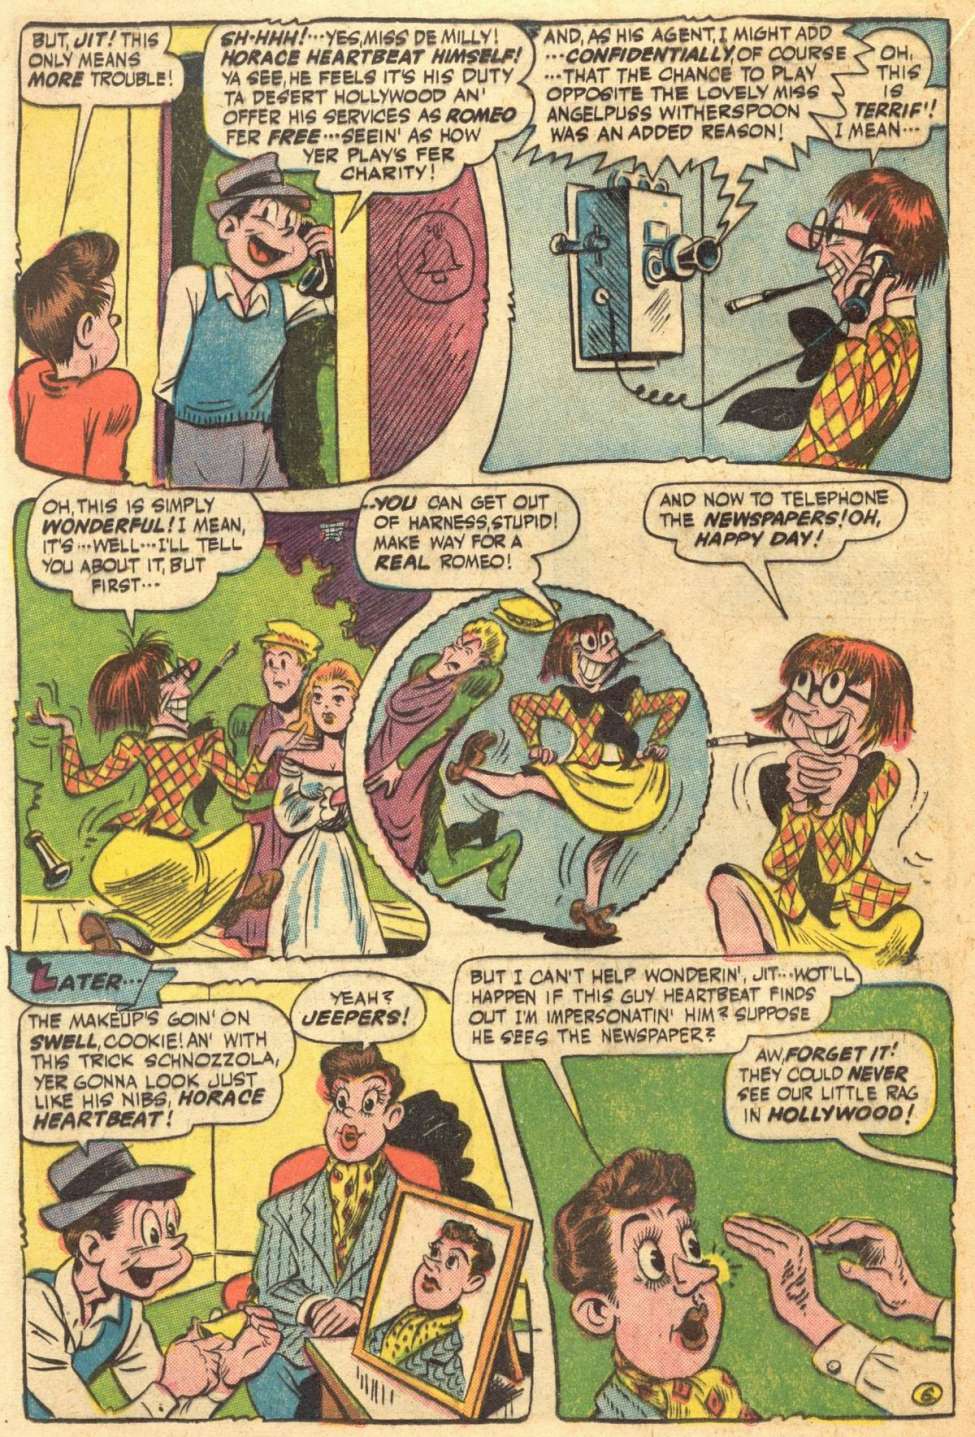 BUT, JIT! THIS
ONLY MEANS
MORE TROUBLE!
SH-HHH!...YES, MISS DE MILLY!
HORACE HEARTBEAT HIMSELF!
YA SEE, HE FEELS IT'S HIS DUTY
TA DESERT HOLLYWOOD AN'
OFFER HIS SERVICES AS ROMEO
FER FREE...SEEIN' AS HOW
YER PLAY'S FER
CHARITY!
AND, AS HIS AGENT, I MIGHT ADD
...CONFIDENTIALLY, OF COURSE
...THAT THE CHANCE TO PLAY
OPPOSITE THE LOVELY MISS
ANGELPUSS WITHERSPOON
WAS AN ADDED REASON!
OH,
THIS
IS
TERRIF'!
I MEAN...
OH, THIS IS SIMPLY
WONDERFUL! I MEAN,
IT'S...WELL...I'LL TELL
YOU ABOUT IT, BUT
FIRST...
...YOU CAN GET OUT
OF HARNESS, STUPID!
MAKE WAY FOR A
REAL ROMEO!
AND NOW TO TELEPHONE
THE NEWSPAPERS! OH,
HAPPY DAY!
LATER...
THE MAKEUP'S GOIN' ON
SWELL, COOKIE! AN' WITH
THIS TRICK SCHNOZZOLA,
YER GONNA LOOK JUST
LIKE HIS NIBS, HORACE
HEARTBEAT!
YEAH?
JEEPERS!
BUT I CAN'T HELP WONDERIN', JIT...WOT'LL
HAPPEN IF THIS GUY HEARTBEAT FINDS
OUT I'M IMPERSONATIN' HIM? SUPPOSE
HE SEES THE NEWSPAPER?
AW, FORGET IT!
THEY COULD NEVER
SEE OUR LITTLE RAG
IN HOLLYWOOD!
6